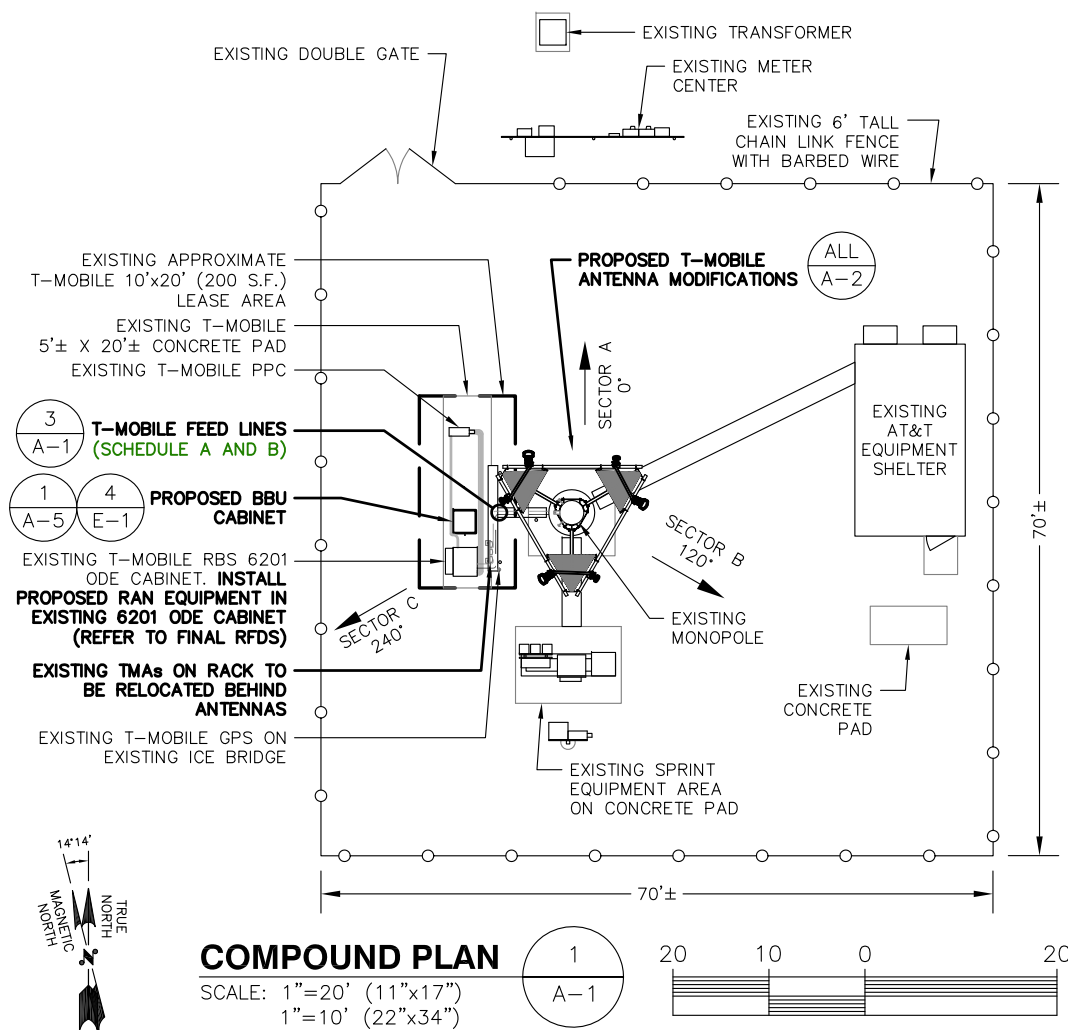 EXISTING TRANSFORMER
EXISTING DOUBLE GATE
EXISTING METER
CENTER
EXISTING 6' TALL
CHAIN LINK FENCE
WITH BARBED WIRE
EXISTING APPROXIMATE
T-MOBILE 10'x20' (200 S.F.)
LEASE AREA
PROPOSED T-MOBILE
ANTENNA MODIFICATIONS
ALL
A-2
EXISTING T-MOBILE
5'± X 20'± CONCRETE PAD
EXISTING T-MOBILE PPC
SECTOR A
0°
3
A-1
T-MOBILE FEED LINES
(SCHEDULE A AND B)
EXISTING
AT&T
EQUIPMENT
SHELTER
1
A-5
4
E-1
PROPOSED BBU
CABINET
SECTOR B
120°
70'±
EXISTING T-MOBILE RBS 6201
ODE CABINET. INSTALL
PROPOSED RAN EQUIPMENT IN
EXISTING 6201 ODE CABINET
(REFER TO FINAL RFDS)
SECTOR C
240°
EXISTING
MONOPOLE
EXISTING TMAs ON RACK TO
BE RELOCATED BEHIND
ANTENNAS
EXISTING
CONCRETE
PAD
EXISTING T-MOBILE GPS ON
EXISTING ICE BRIDGE
EXISTING SPRINT
EQUIPMENT AREA
ON CONCRETE PAD
14°14'
TRUE
NORTH
MAGNETIC
NORTH
N
70'±
COMPOUND PLAN
1
A-1
SCALE: 1"=20' (11"x17")
1"=10' (22"x34")
20 10 0 20